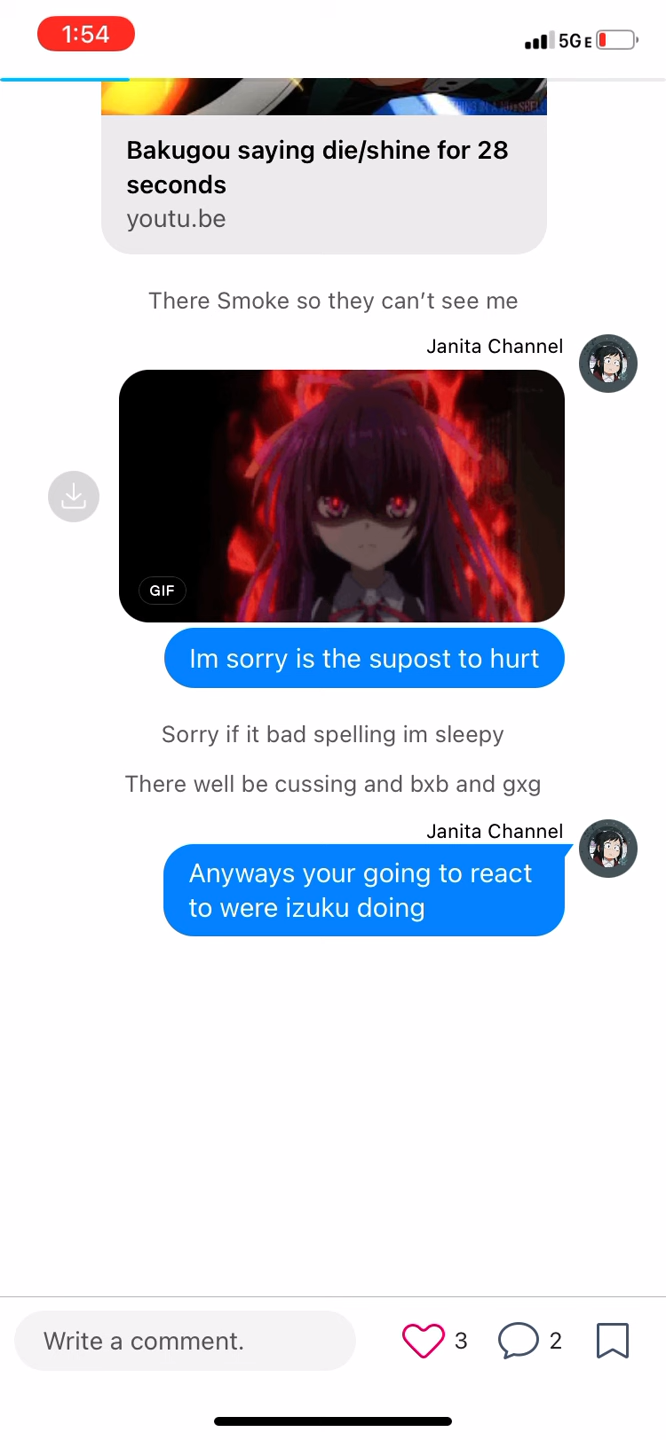 1:54
5GE
Bakugou saying die/shine for 28
seconds
youtu.be
There Smoke so they can't see me
Janita Channel
GIF
Im sorry is the supost to hurt
Sorry if it bad spelling im sleepy
There well be cussing and bxb and gxg
Janita Channel
Anyways your going to react
to were izuku doing
Write a comment.
3
2